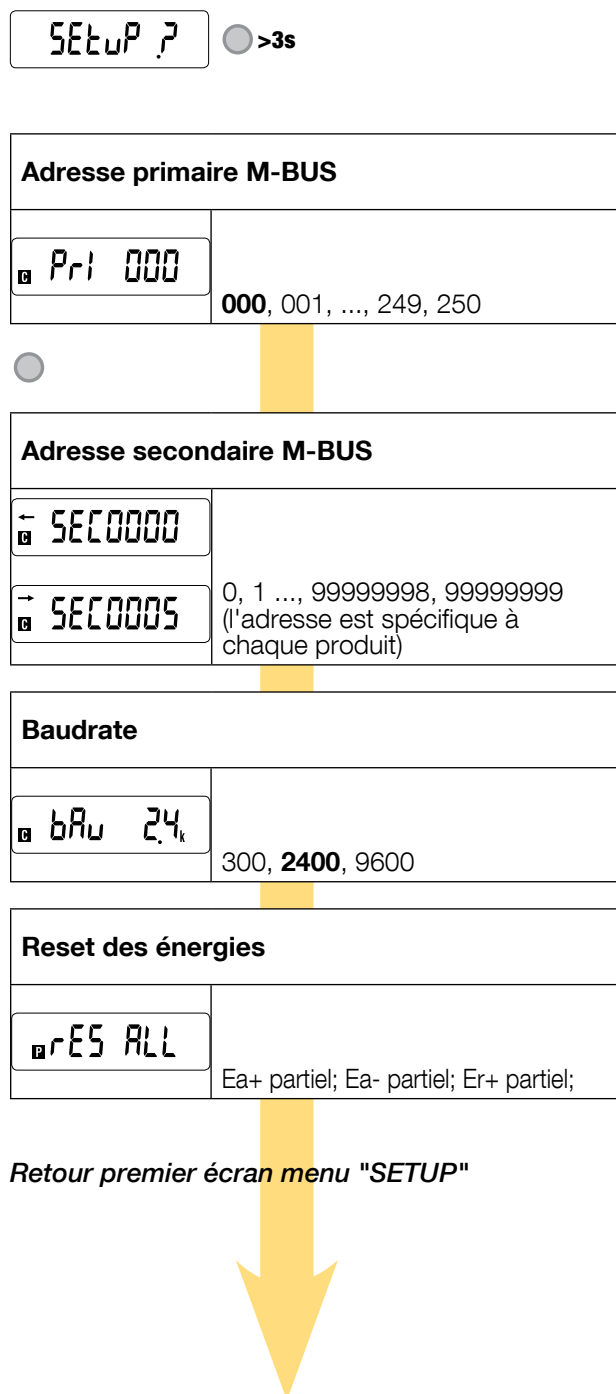 SEtuP ?
>3s
Adresse primaire M-BUS
C PrI 000
000, 001, ..., 249, 250
Adresse secondaire M-BUS
← C SEC0000
→ C SEC0005
0, 1 ..., 99999998, 99999999
(l'adresse est spécifique à
chaque produit)
Baudrate
C bAu 2.4 k
300, 2400, 9600
Reset des énergies
P rES ALL
Ea+ partiel; Ea- partiel; Er+ partiel;
Retour premier écran menu "SETUP"